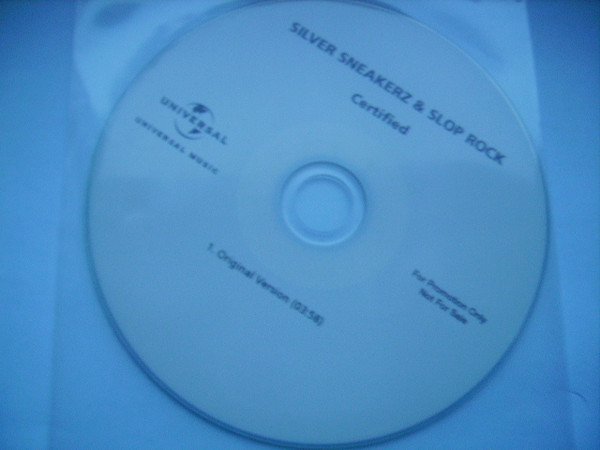 SILVER SNEAKERZ & SLOP ROCK
Certified
UNIVERSAL
UNIVERSAL MUSIC
1. Original Version (03:58)
For Promotion Only
Not For Sale